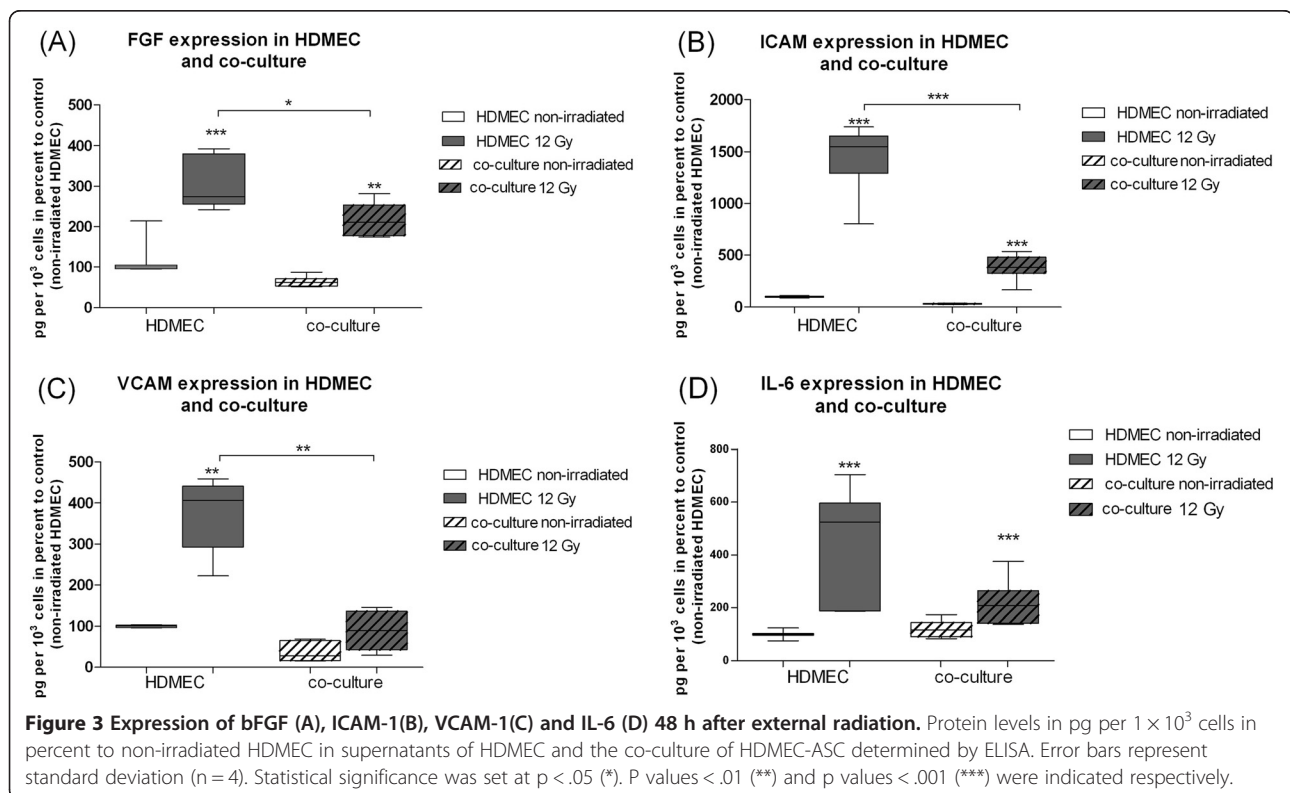 (A)
FGF expression in HDMEC
and co-culture
pg per 10³ cells in percent to control
(non-irradiated HDMEC)
500
400
300
200
100
0
***
*
**
HDMEC
co-culture
HDMEC non-irradiated
HDMEC 12 Gy
co-culture non-irradiated
co-culture 12 Gy
(B)
ICAM expression in HDMEC
and co-culture
pg per 10³ cells in percent to control
(non-irradiated HDMEC)
2000
1500
1000
500
0
***
***
***
HDMEC
co-culture
HDMEC non-irradiated
HDMEC 12 Gy
co-culture non-irradiated
co-culture 12 Gy
(C)
VCAM expression in HDMEC
and co-culture
pg per 10³ cells in percent to control
(non-irradiated HDMEC)
500
400
300
200
100
0
**
**
HDMEC
co-culture
HDMEC non-irradiated
HDMEC 12 Gy
co-culture non-irradiated
co-culture 12 Gy
(D)
IL-6 expression in HDMEC
and co-culture
pg per 10³ cells in percent to control
(non-irradiated HDMEC)
800
600
400
200
0
***
***
HDMEC
co-culture
HDMEC non-irradiated
HDMEC 12 Gy
co-culture non-irradiated
co-culture 12 Gy
Figure 3 Expression of bFGF (A), ICAM-1(B), VCAM-1(C) and IL-6 (D) 48 h after external radiation. Protein levels in pg per 1 × 10³ cells in
percent to non-irradiated HDMEC in supernatants of HDMEC and the co-culture of HDMEC-ASC determined by ELISA. Error bars represent
standard deviation (n = 4). Statistical significance was set at p < .05 (*). P values < .01 (**) and p values < .001 (***) were indicated respectively.